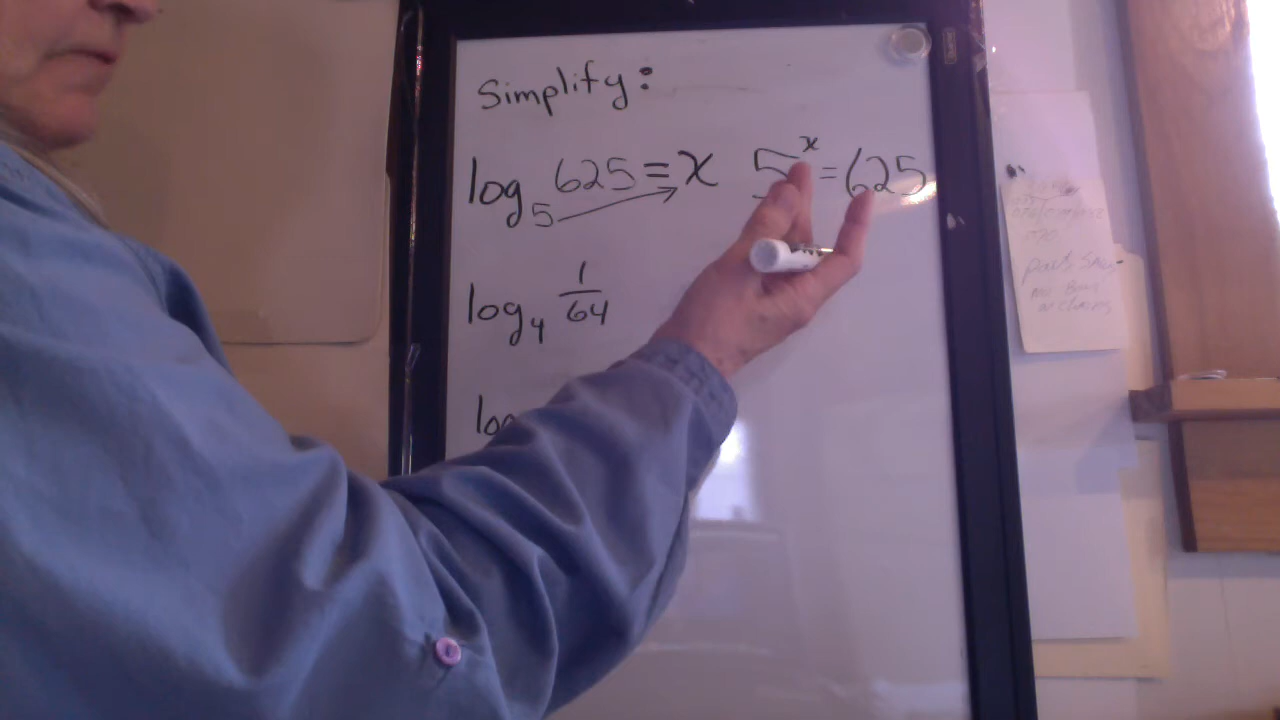 Simplify:
log₅ 625 = x 5ˣ = 625
log₄ 1/64
log